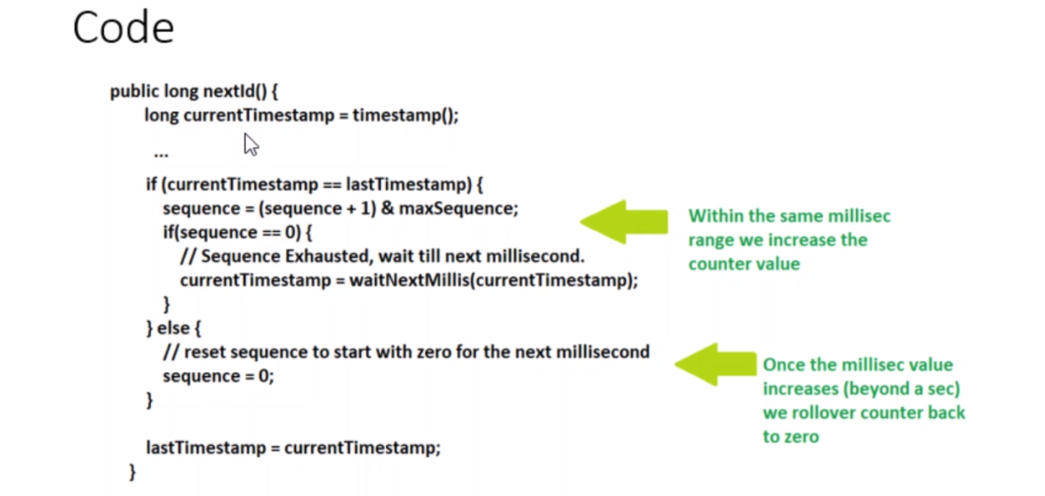 Code
public long nextId() {
long currentTimestamp = timestamp();
...
if (currentTimestamp == lastTimestamp) {
sequence = (sequence + 1) & maxSequence;
if(sequence == 0) {
// Sequence Exhausted, wait till next millisecond.
currentTimestamp = waitNextMillis(currentTimestamp);
}
} else {
// reset sequence to start with zero for the next millisecond
sequence = 0;
}
lastTimestamp = currentTimestamp;
}
Within the same millisec
range we increase the
counter value
Once the millisec value
increases (beyond a sec)
we rollover counter back
to zero